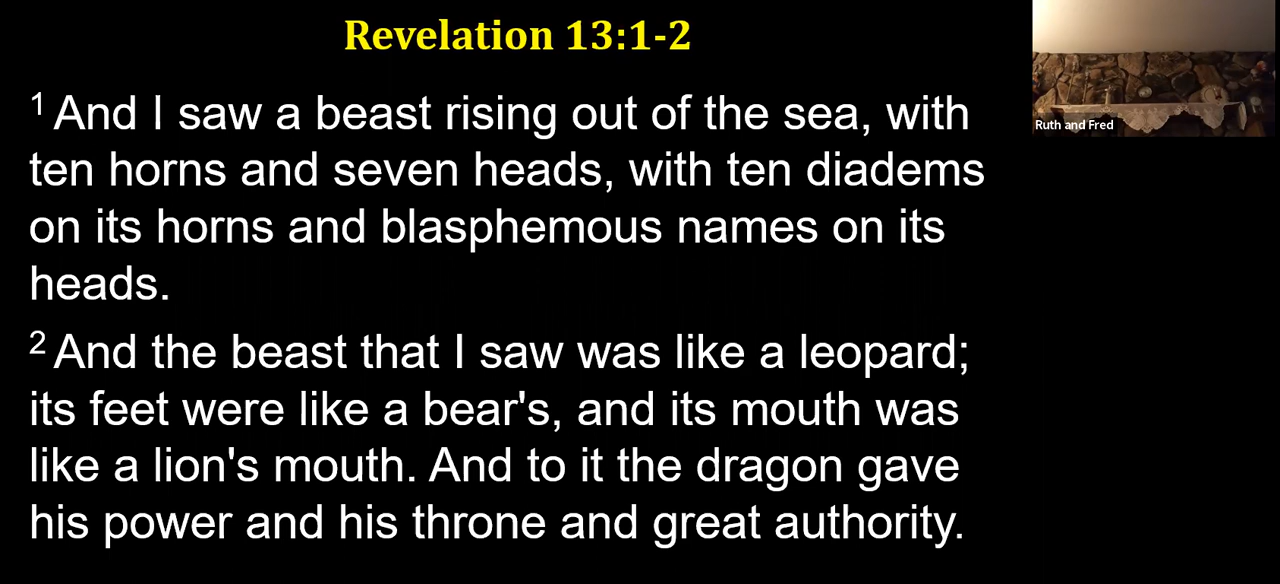 Revelation 13:1-2
1 And I saw a beast rising out of the sea, with
ten horns and seven heads, with ten diadems
on its horns and blasphemous names on its
heads.
2 And the beast that I saw was like a leopard;
its feet were like a bear's, and its mouth was
like a lion's mouth. And to it the dragon gave
his power and his throne and great authority.
Ruth and Fred